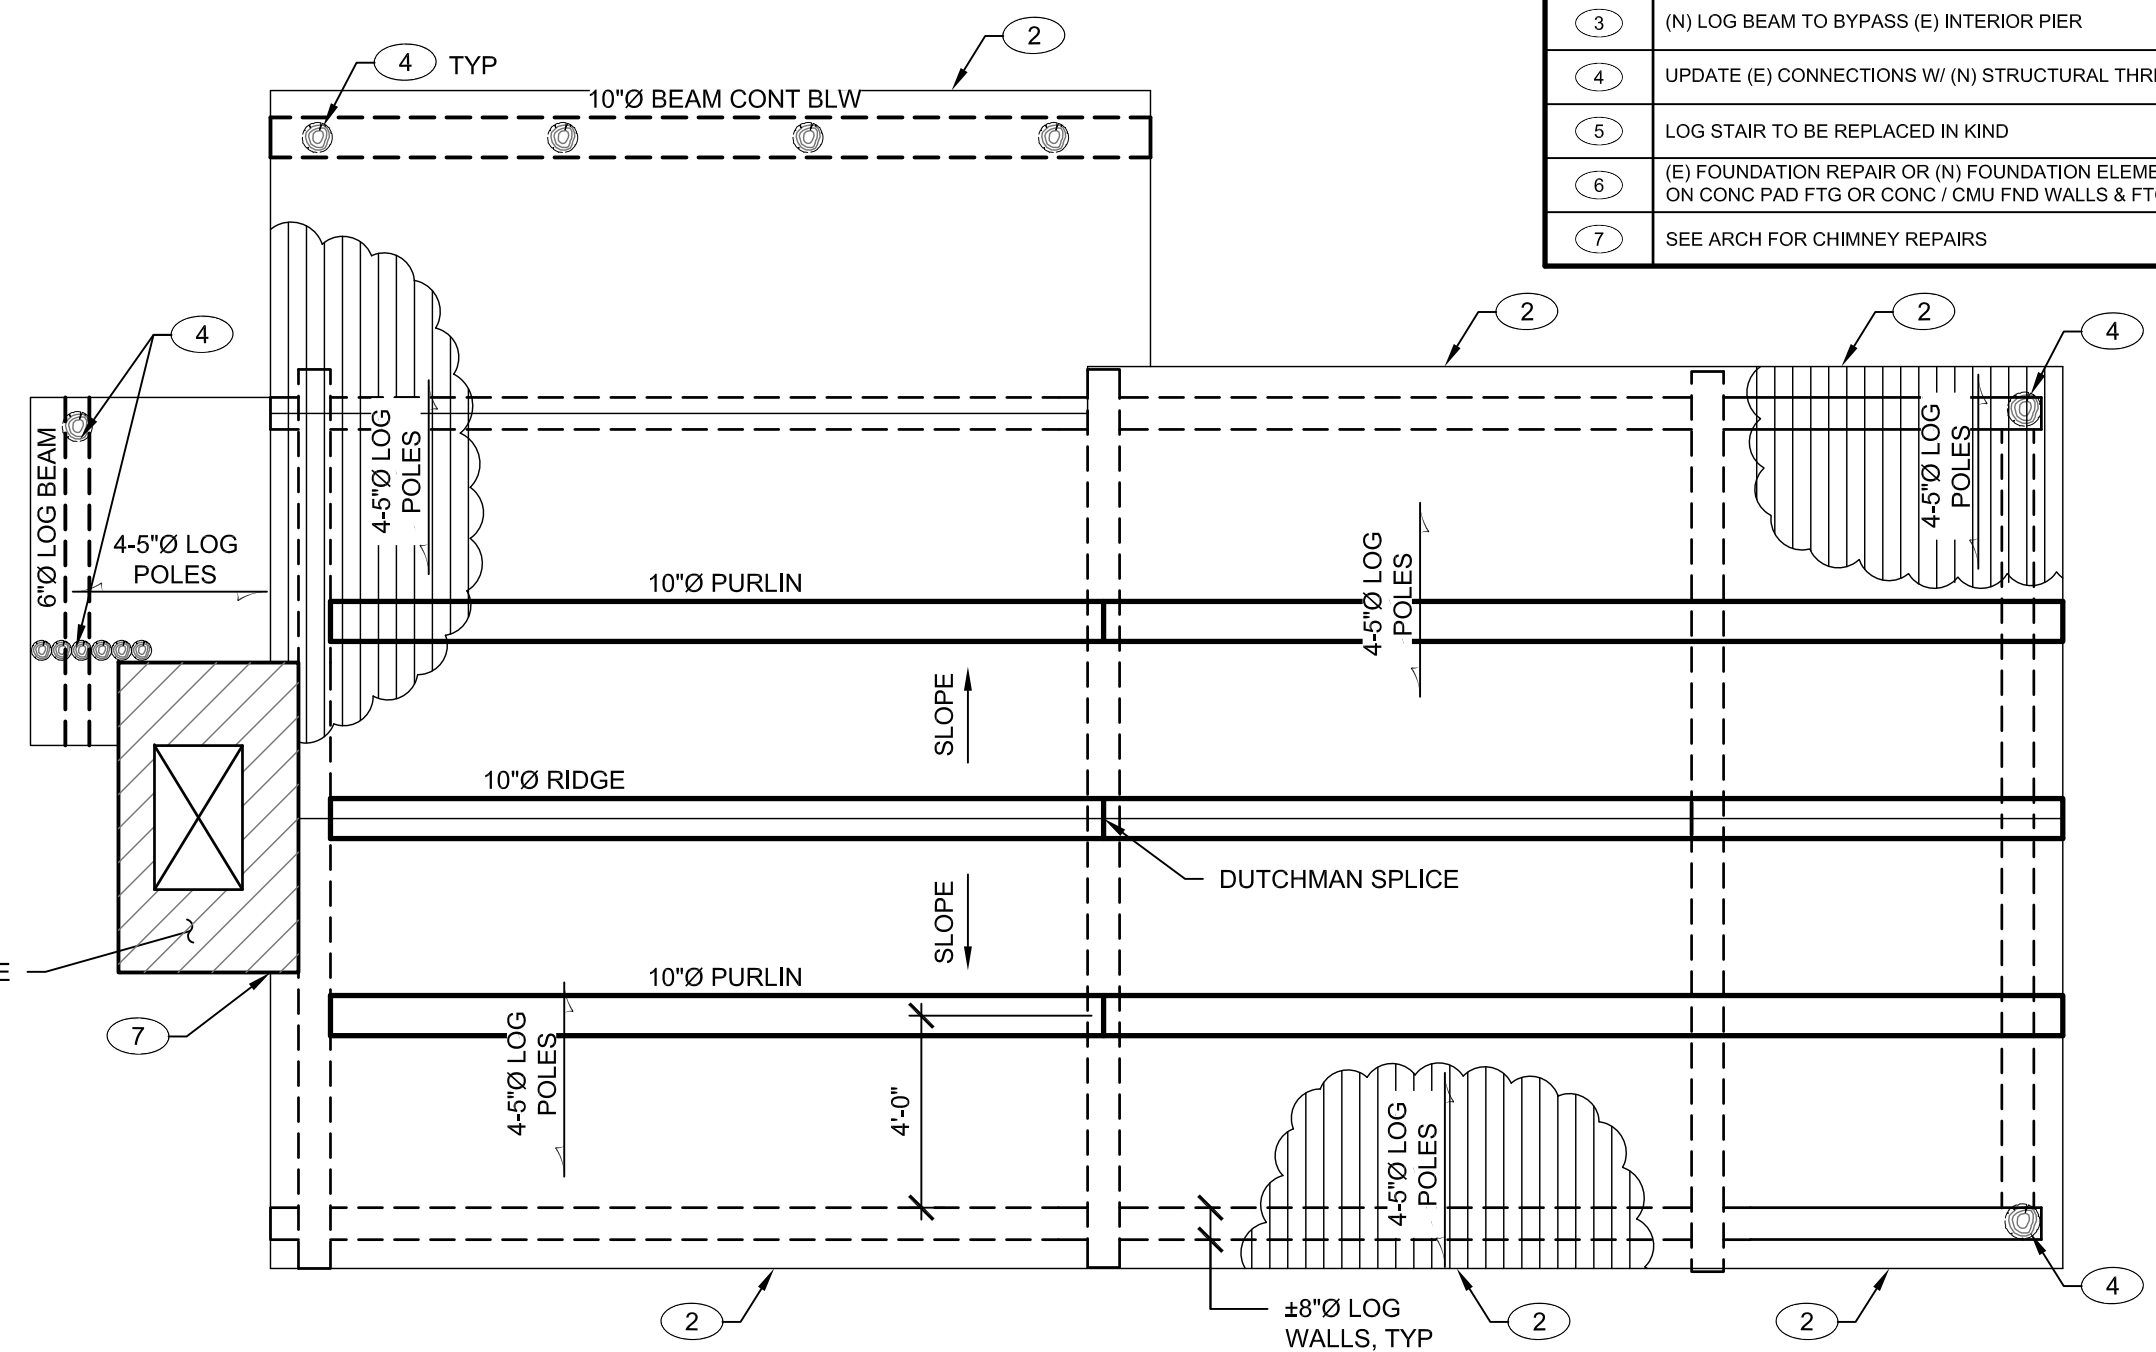 3
(N) LOG BEAM TO BYPASS (E) INTERIOR PIER
4
UPDATE (E) CONNECTIONS W/ (N) STRUCTURAL
5
LOG STAIR TO BE REPLACED IN KIND
6
(E) FOUNDATION REPAIR OR (N) FOUNDATION
ON CONC PAD FTG OR CONC / CMU FND WALLS &
7
SEE ARCH FOR CHIMNEY REPAIRS
2
4 TYP
10"Ø BEAM CONT BLW
2
2
4
4
6"Ø LOG BEAM
4-5"Ø LOG
POLES
4-5"Ø LOG
POLES
4-5"Ø LOG
POLES
4-5"Ø LOG
POLES
10"Ø PURLIN
SLOPE
10"Ø RIDGE
DUTCHMAN SPLICE
SLOPE
10"Ø PURLIN
7
4-5"Ø LOG
POLES
4'-0"
4-5"Ø LOG
POLES
±8"Ø LOG
WALLS, TYP
2
2
2
4